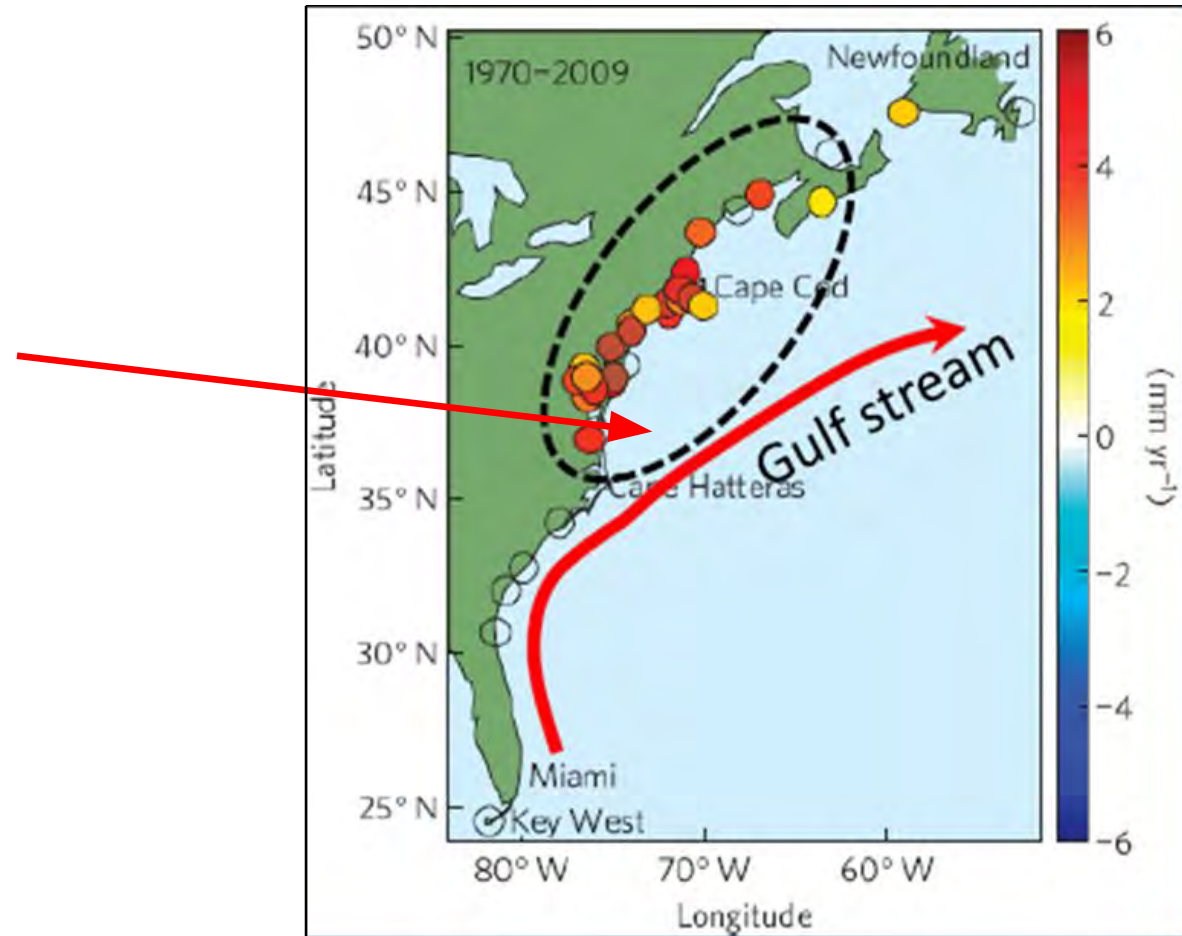 50° N
1970–2009
Newfoundland
45° N
Cape Cod
40° N
Gulf stream
Cape Hatteras
35° N
30° N
Miami
25° N
Key West
80° W
70° W
60° W
Longitude
Latitude
6
4
2
0
−2
−4
−6
(mm yr⁻¹)